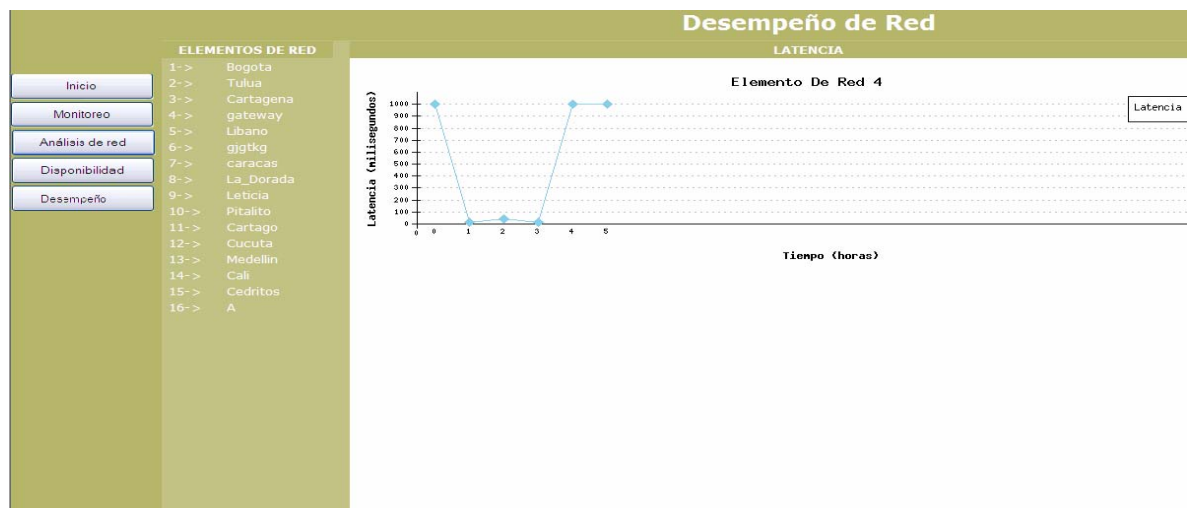 Desempeño de Red
ELEMENTOS DE RED
LATENCIA
Inicio
Monitoreo
Análisis de red
Disponibilidad
Desempeño
1-> Bogota
2-> Tulua
3-> Cartagena
4-> gateway
5-> Libano
6-> gjgtkg
7-> caracas
8-> La_Dorada
9-> Leticia
10-> Pitalito
11-> Cartago
12-> Cucuta
13-> Medellin
14-> Cali
15-> Cedritos
16-> A
Elemento De Red 4
Latencia
Latencia (milisegundos)
1000
900
800
700
600
500
400
300
200
100
0
0 0 1 2 3 4 5
Tiempo (horas)